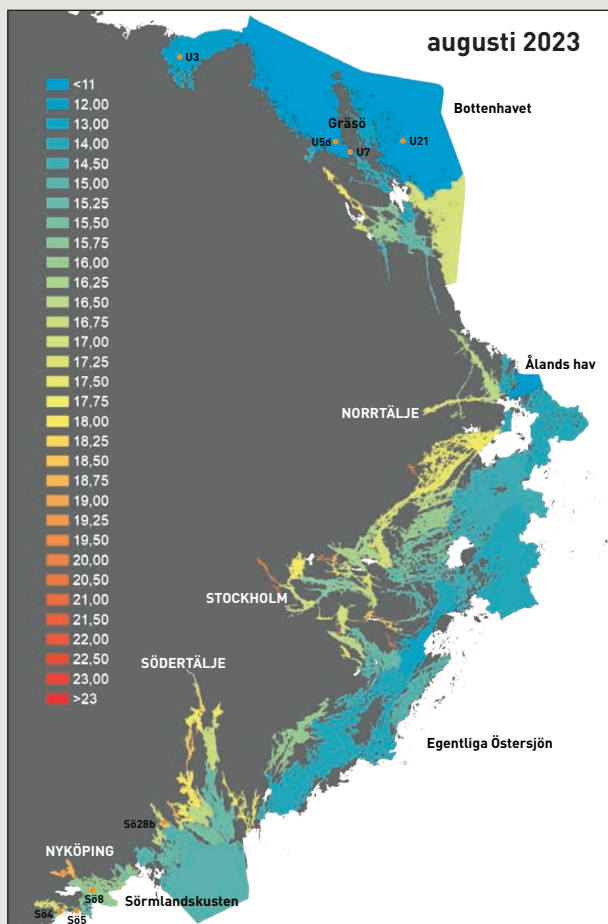 augusti 2023
<11
12,00
13,00
14,00
14,50
15,00
15,25
15,50
15,75
16,00
16,25
16,50
16,75
17,00
17,25
17,50
17,75
18,00
18,25
18,50
18,75
19,00
19,25
19,50
20,00
20,50
21,00
21,50
22,00
22,50
23,00
>23
U3
Bottenhavet
Gräsö
U5d
U7
U21
Ålands hav
NORRTÄLJE
STOCKHOLM
SÖDERTÄLJE
Egentliga Östersjön
Sö28b
NYKÖPING
Sö8
Sörmlandskusten
Sö4
Sö5